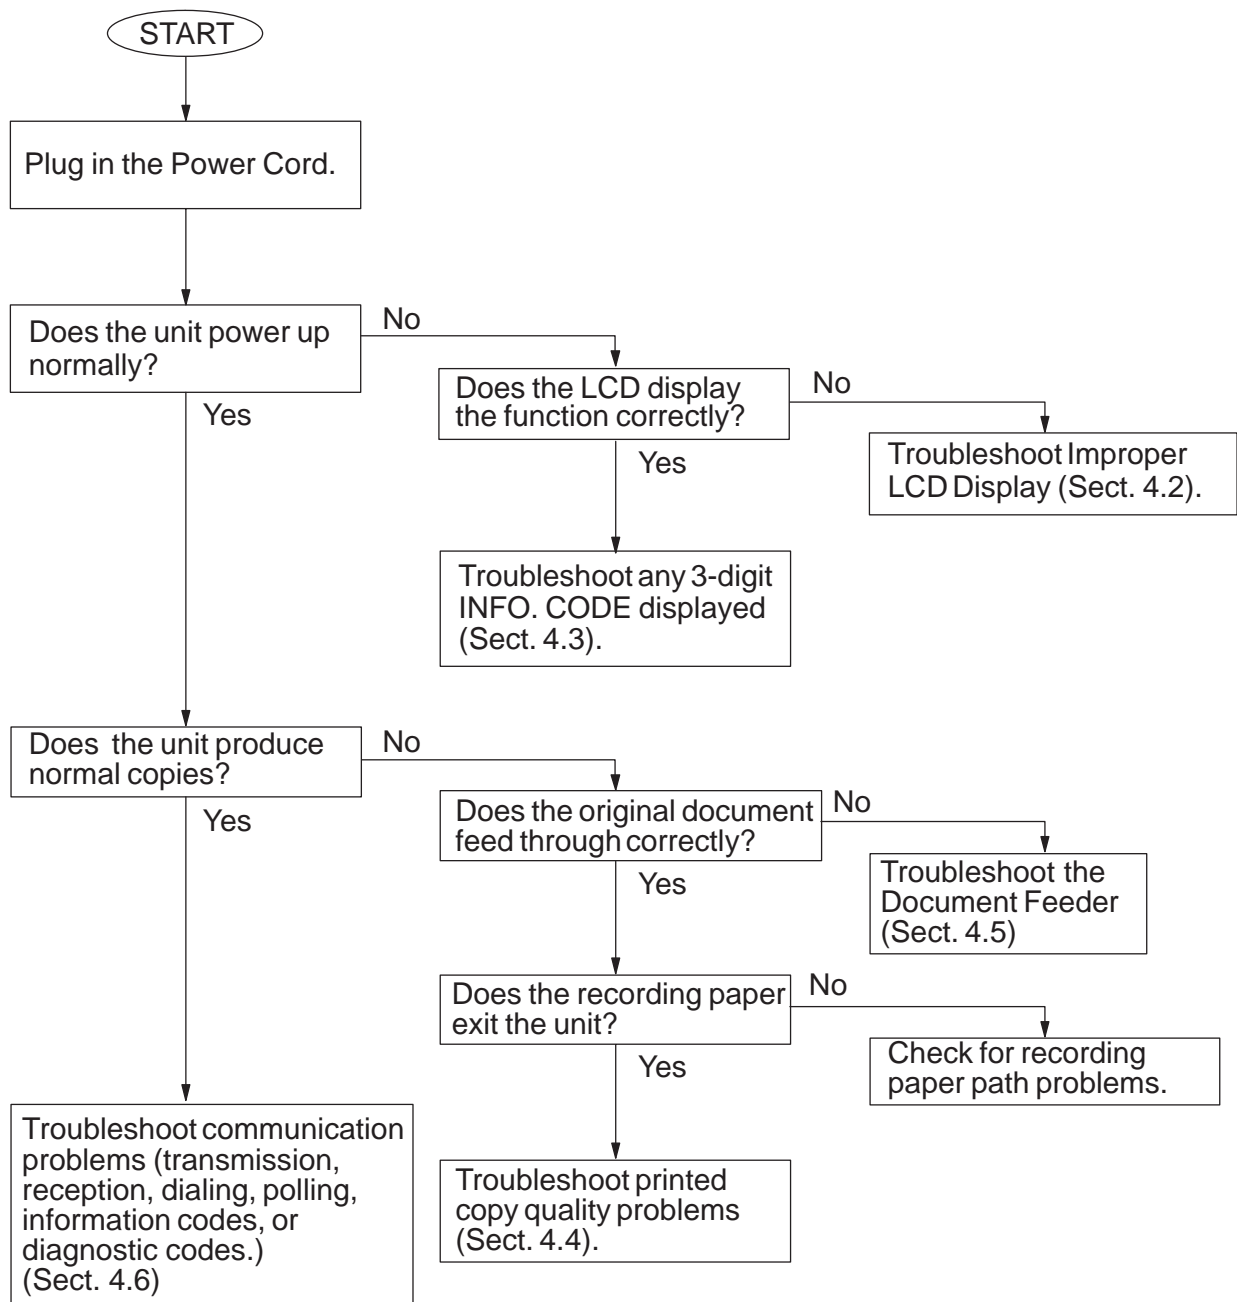 START
Plug in the Power Cord.
Does the unit power up
normally?
No
Yes
Does the LCD display
the function correctly?
No
Yes
Troubleshoot Improper
LCD Display (Sect. 4.2).
Troubleshoot any 3-digit
INFO. CODE displayed
(Sect. 4.3).
Does the unit produce
normal copies?
No
Yes
Does the original document
feed through correctly?
No
Yes
Troubleshoot the
Document Feeder
(Sect. 4.5)
Does the recording paper
exit the unit?
No
Yes
Check for recording
paper path problems.
Troubleshoot communication
problems (transmission,
reception, dialing, polling,
information codes, or
diagnostic codes.)
(Sect. 4.6)
Troubleshoot printed
copy quality problems
(Sect. 4.4).